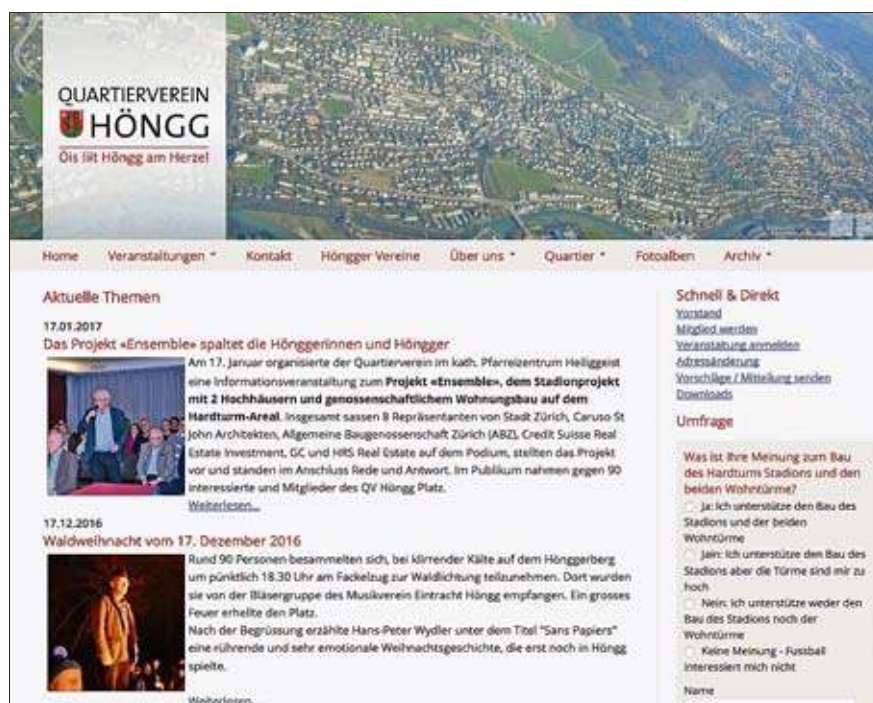 QUARTIERVEREIN
HÖNGG
Öis liit Höngg am Herze!
Home Veranstaltungen Kontakt Höngger Vereine Über uns Quartier Fotoalben Archiv
Aktuelle Themen
17.01.2017
Das Projekt «Ensemble» spaltet die Hönggerinnen und Höngger
Am 17. Januar organisierte der Quartierverein im kath. Pfarreizentrum Heiliggeist
eine Informationsveranstaltung zum Projekt «Ensemble», dem Stadionprojekt
mit 2 Hochhäusern und genossenschaftlichem Wohnungsbau auf dem
Hardturm-Areal. Insgesamt sassen 8 Repräsentanten von Stadt Zürich, Caruso St
John Architekten, Allgemeine Baugenossenschaft Zürich (ABZ), Credit Suisse Real
Estate Investment, GC und HRS Real Estate auf dem Podium, stellten das Projekt
vor und standen im Anschluss Rede und Antwort. Im Publikum nahmen gegen 90
interessierte und Mitglieder des QV Höngg Platz.
Weiterlesen...
17.12.2016
Waldweihnacht vom 17. Dezember 2016
Rund 90 Personen besammelten sich, bei klirrender Kälte auf dem Hönggerberg
um pünktlich 18.30 Uhr am Fackelzug zur Waldlichtung teilzunehmen. Dort wurden
sie von der Bläsergruppe des Musikverein Eintracht Höngg empfangen. Ein grosses
Feuer erhellte den Platz.
Nach der Begrüssung erzählte Hans-Peter Wydler unter dem Titel "Sans Papiers"
eine rührende und sehr emotionale Weihnachtsgeschichte, die erst noch in Höngg
spielte.
Weiterlesen...
Schnell & Direkt
Vorstand
Mitglied werden
Veranstaltung anmelden
Adressänderung
Vorschläge / Mitteilung senden
Downloads
Umfrage
Was ist Ihre Meinung zum Bau
des Hardturm Stadions und den
beiden Wohntürme?
Ja: Ich unterstütze den Bau des
Stadions und der beiden
Wohntürme
Jain: Ich unterstütze den Bau des
Stadions aber die Türme sind mir zu
hoch
Nein: Ich unterstütze weder den
Bau des Stadions noch der
Wohntürme
Keine Meinung - Fussball
interessiert mich nicht
Name